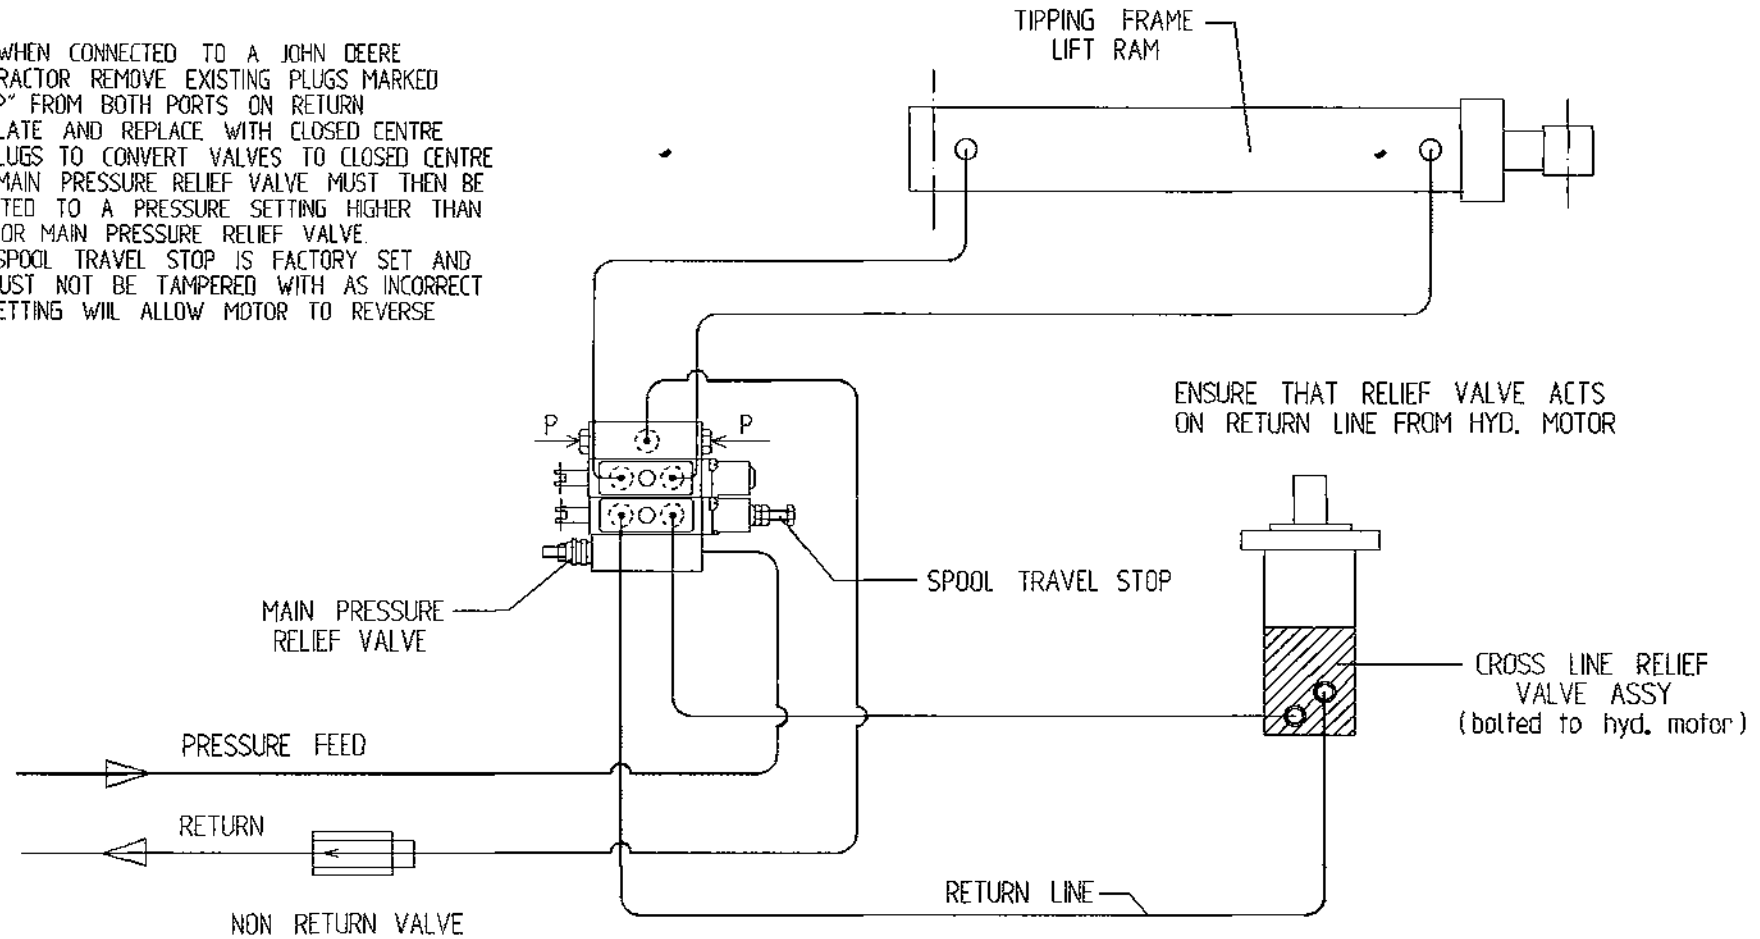 WHEN CONNECTED TO A JOHN DEERE
RACTOR REMOVE EXISTING PLUGS MARKED
P" FROM BOTH PORTS ON RETURN
LATE AND REPLACE WITH CLOSED CENTRE
LUGS TO CONVERT VALVES TO CLOSED CENTRE
MAIN PRESSURE RELIEF VALVE MUST THEN BE
TED TO A PRESSURE SETTING HIGHER THAN
OR MAIN PRESSURE RELIEF VALVE.
SPOOL TRAVEL STOP IS FACTORY SET AND
UST NOT BE TAMPERED WITH AS INCORRECT
ETTING WIIL ALLOW MOTOR TO REVERSE
TIPPING FRAME
LIFT RAM
ENSURE THAT RELIEF VALVE ACTS
ON RETURN LINE FROM HYD. MOTOR
P
P
SPOOL TRAVEL STOP
MAIN PRESSURE
RELIEF VALVE
CROSS LINE RELIEF
VALVE ASSY
(bolted to hyd. motor)
PRESSURE FEED
RETURN
RETURN LINE
NON RETURN VALVE